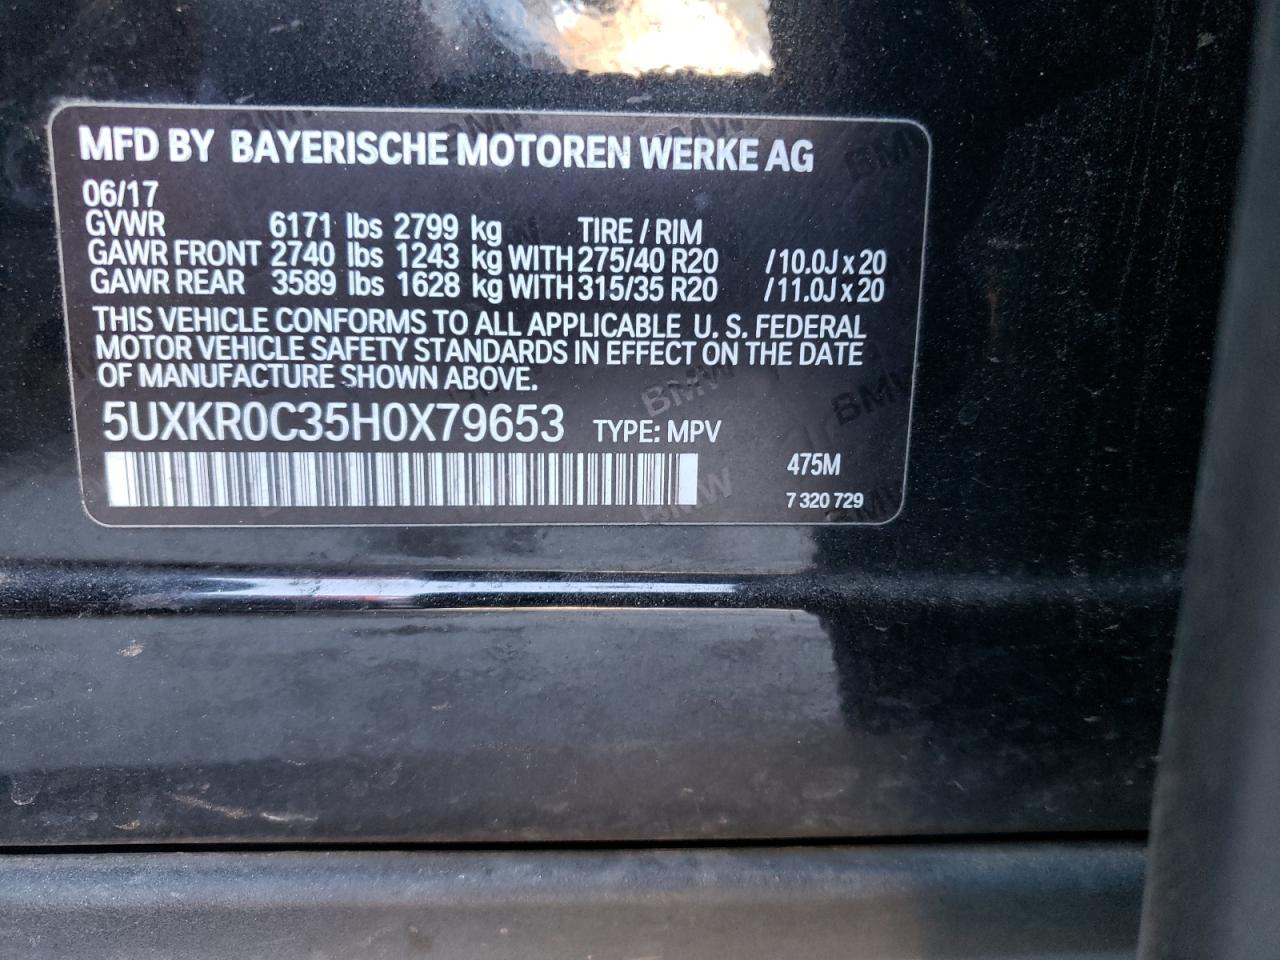 MFD BY BAYERISCHE MOTOREN WERKE AG
06/17
GVWR 6171 lbs 2799 kg TIRE / RIM
GAWR FRONT 2740 lbs 1243 kg WITH 275/40 R20 /10.0J x 20
GAWR REAR 3589 lbs 1628 kg WITH 315/35 R20 /11.0J x 20
THIS VEHICLE CONFORMS TO ALL APPLICABLE U. S. FEDERAL
MOTOR VEHICLE SAFETY STANDARDS IN EFFECT ON THE DATE
OF MANUFACTURE SHOWN ABOVE.
5UXKR0C35H0X79653 TYPE: MPV
475M
7 320 729